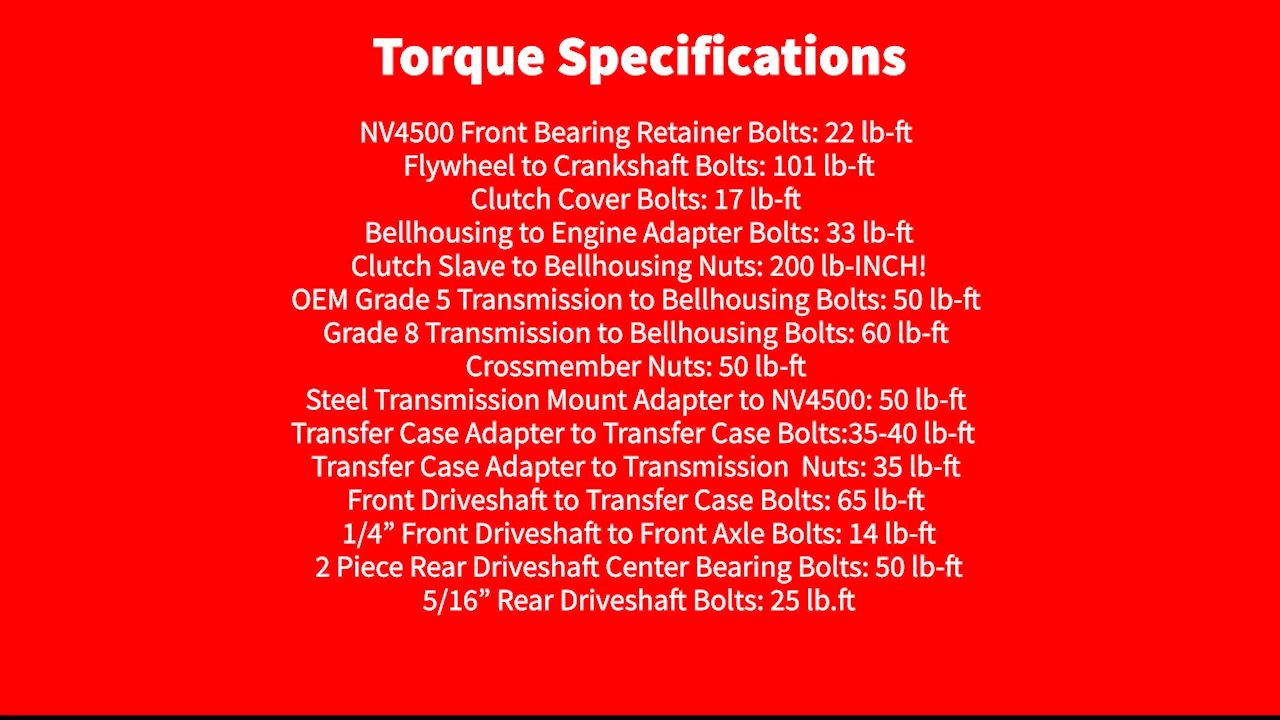 Torque Specifications
NV4500 Front Bearing Retainer Bolts: 22 lb-ft
Flywheel to Crankshaft Bolts: 101 lb-ft
Clutch Cover Bolts: 17 lb-ft
Bellhousing to Engine Adapter Bolts: 33 lb-ft
Clutch Slave to Bellhousing Nuts: 200 lb-INCH!
OEM Grade 5 Transmission to Bellhousing Bolts: 50 lb-ft
Grade 8 Transmission to Bellhousing Bolts: 60 lb-ft
Crossmember Nuts: 50 lb-ft
Steel Transmission Mount Adapter to NV4500: 50 lb-ft
Transfer Case Adapter to Transfer Case Bolts:35-40 lb-ft
Transfer Case Adapter to Transmission  Nuts: 35 lb-ft
Front Driveshaft to Transfer Case Bolts: 65 lb-ft
1/4” Front Driveshaft to Front Axle Bolts: 14 lb-ft
2 Piece Rear Driveshaft Center Bearing Bolts: 50 lb-ft
5/16” Rear Driveshaft Bolts: 25 lb.ft